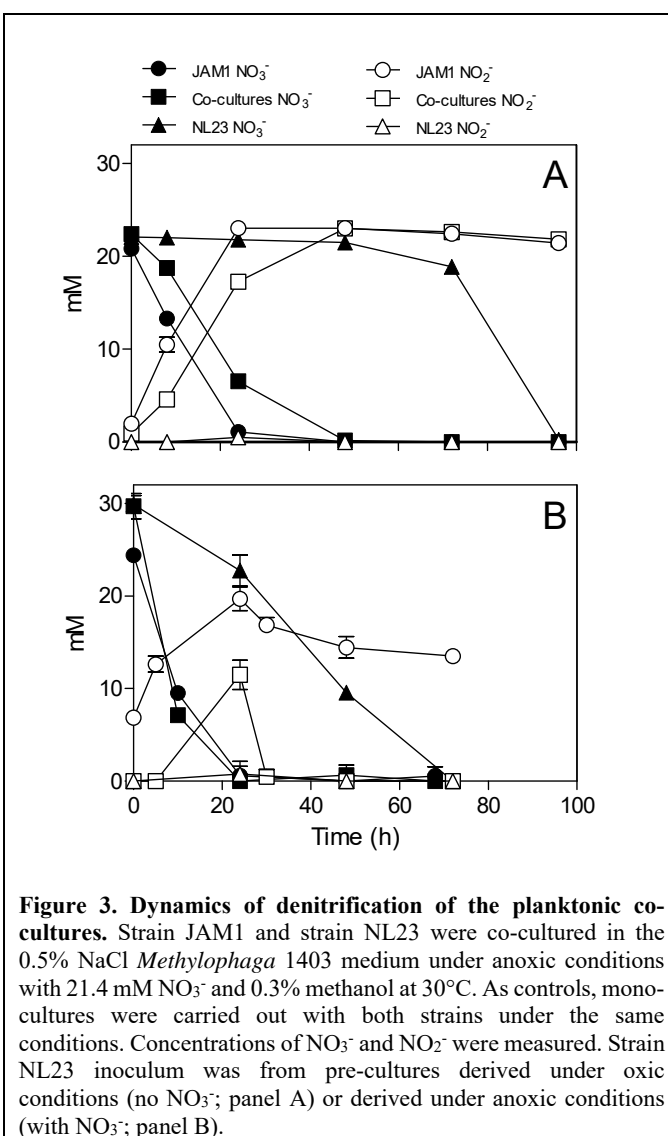 JAM1 NO₃⁻ JAM1 NO₂⁻
Co-cultures NO₃⁻ Co-cultures NO₂⁻
NL23 NO₃⁻ NL23 NO₂⁻
A
30
20
10
0
mM
B
30
20
10
0
mM
0 20 40 60 80 100
Time (h)
Figure 3. Dynamics of denitrification of the planktonic co-
cultures. Strain JAM1 and strain NL23 were co-cultured in the
0.5% NaCl Methylophaga 1403 medium under anoxic conditions
with 21.4 mM NO₃⁻ and 0.3% methanol at 30°C. As controls, mono-
cultures were carried out with both strains under the same
conditions. Concentrations of NO₃⁻ and NO₂⁻ were measured. Strain
NL23 inoculum was from pre-cultures derived under oxic
conditions (no NO₃⁻; panel A) or derived under anoxic conditions
(with NO₃⁻; panel B).